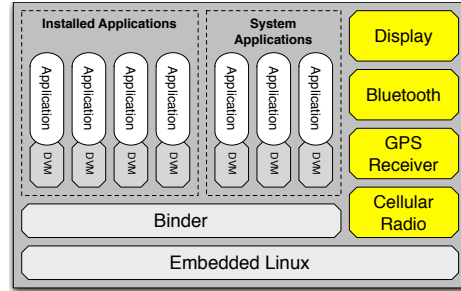 Installed Applications
System
Applications
Display
Application
Application
Application
Application
Application
Application
Application
Bluetooth
DVM
DVM
DVM
DVM
DVM
DVM
DVM
GPS
Receiver
Cellular
Radio
Binder
Embedded Linux